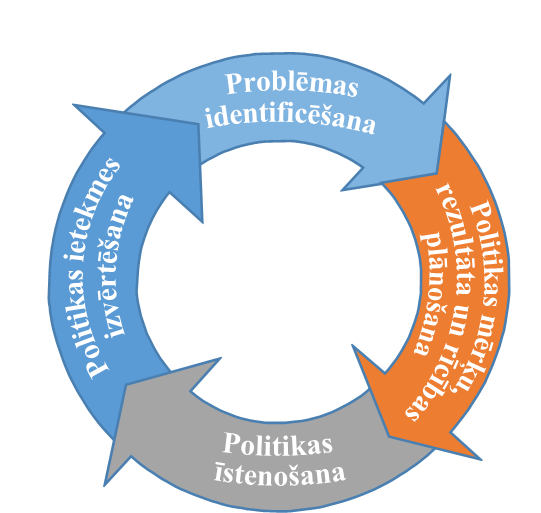 Problēmas
identificēšana
Politikas mērķu,
rezultāta un rīcības
plānošana
Politikas
īstenošana
Politikas ietekmes
izvērtēšana